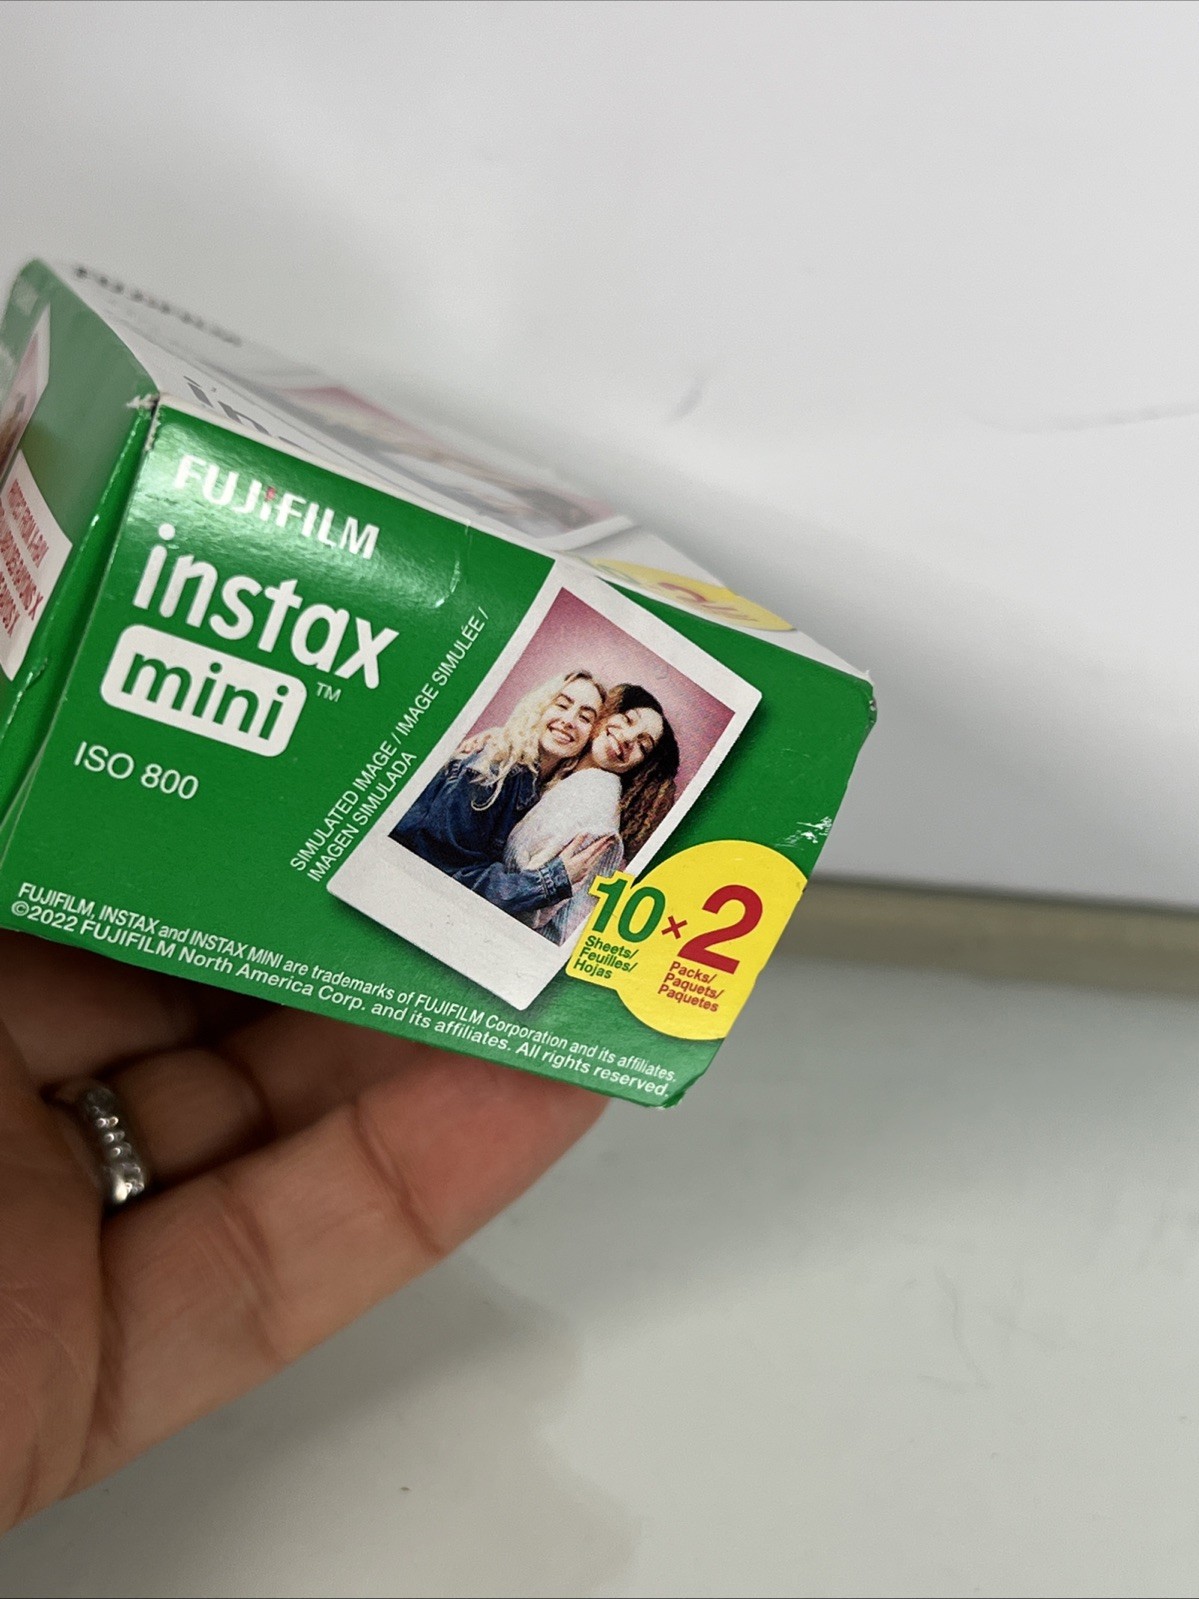 FUJIFILM
instax
mini™
ISO 800
SIMULATED IMAGE / IMAGE SIMULÉE /
IMAGEN SIMULADA
10 x 2
Sheets/
Feuilles/
Hojas
Packs/
Paquets/
Paquetes
FUJIFILM, INSTAX and INSTAX MINI are trademarks of FUJIFILM Corporation and its affiliates.
©2022 FUJIFILM North America Corp. and its affiliates. All rights reserved.